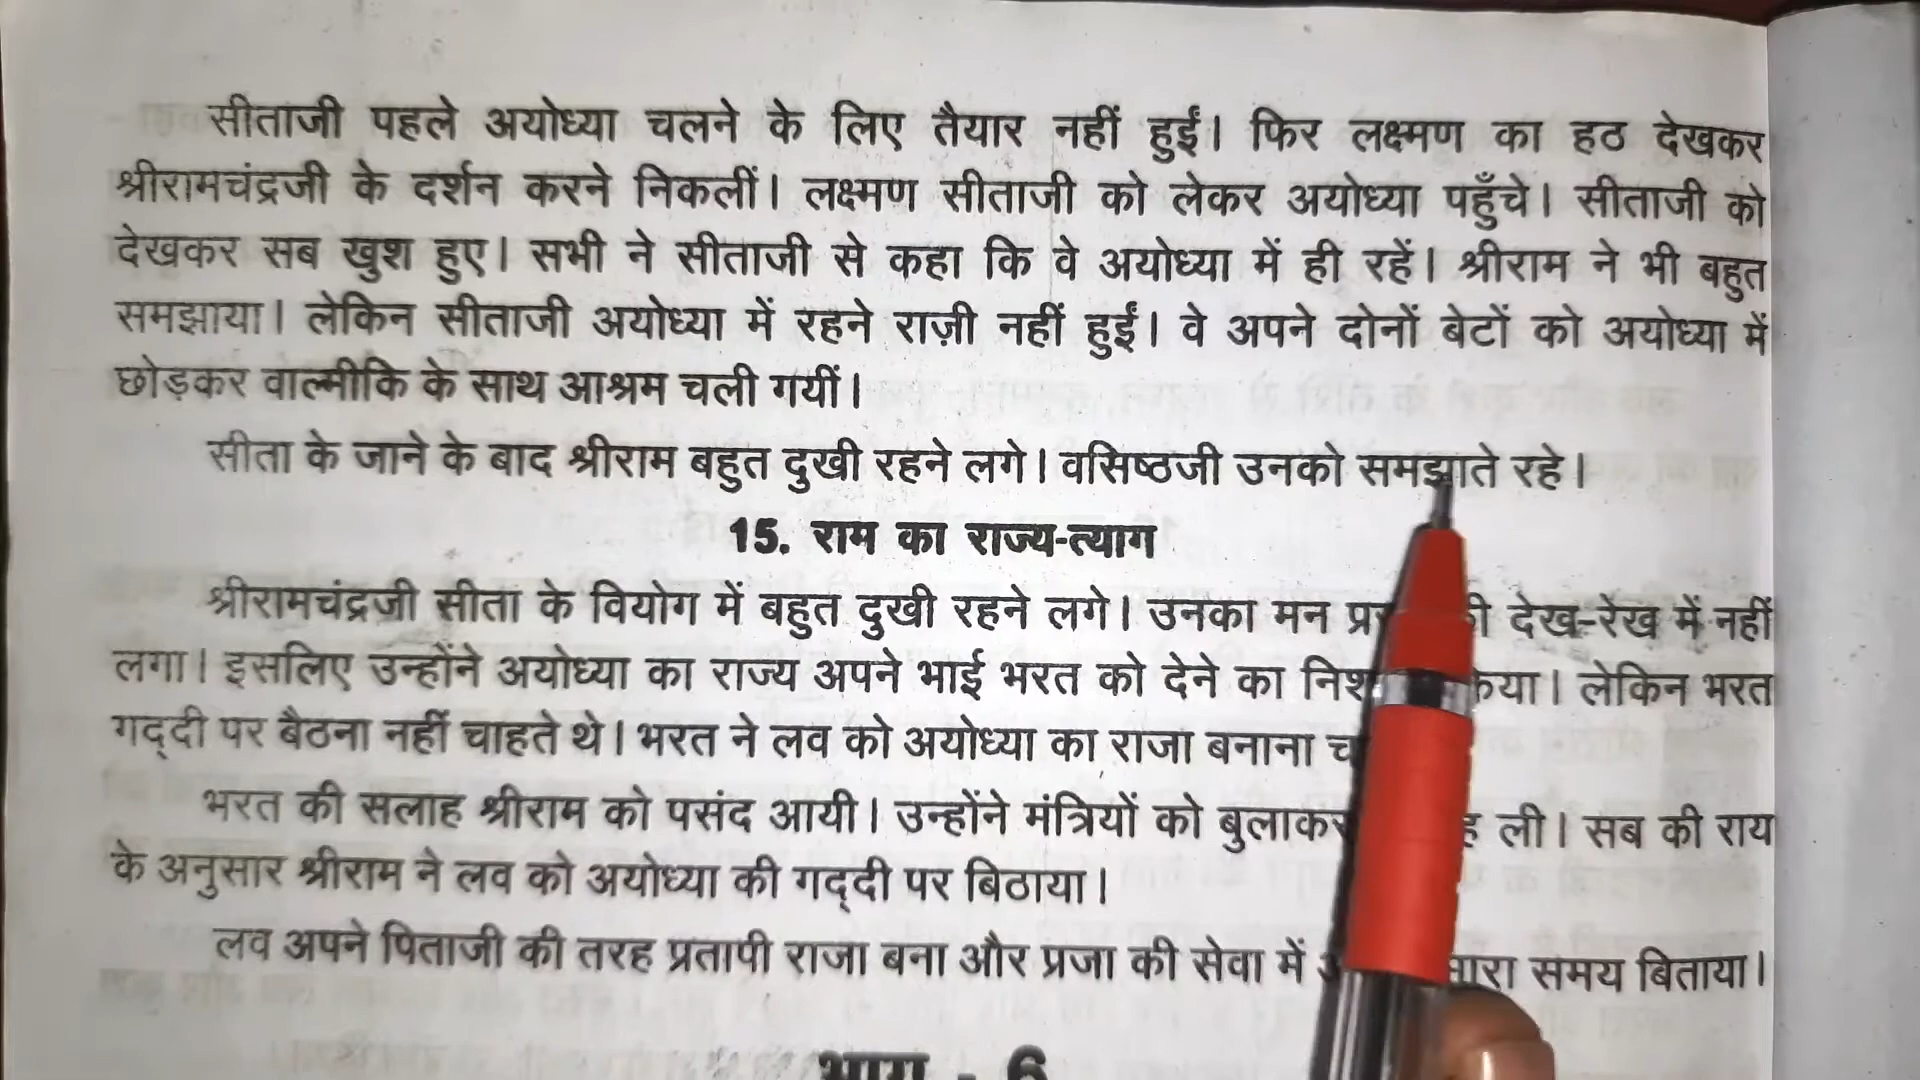 सीताजी पहले अयोध्या चलने के लिए तैयार नहीं हुईं। फिर लक्ष्मण का हठ देखकर
श्रीरामचंद्रजी के दर्शन करने निकलीं। लक्ष्मण सीताजी को लेकर अयोध्या पहुँचे। सीताजी को
देखकर सब खुश हुए। सभी ने सीताजी से कहा कि वे अयोध्या में ही रहें। श्रीराम ने भी बहुत
समझाया। लेकिन सीताजी अयोध्या में रहने राज़ी नहीं हुईं। वे अपने दोनों बेटों को अयोध्या में
छोड़कर वाल्मीकि के साथ आश्रम चली गयीं।
सीता के जाने के बाद श्रीराम बहुत दुखी रहने लगे। वसिष्ठजी उनको समझाते रहे।
15. राम का राज्य-त्याग
श्रीरामचंद्रजी सीता के वियोग में बहुत दुखी रहने लगे। उनका मन देख-रेख में नहीं
लगा। इसलिए उन्होंने अयोध्या का राज्य अपने भाई भरत को देने का लेकिन भरत
गद्‌दी पर बैठना नहीं चाहते थे। भरत ने लव को अयोध्या का राजा बनाना
भरत की सलाह श्रीराम को पसंद आयी। उन्होंने मंत्रियों को बुलाकर ली। सब की राय
के अनुसार श्रीराम ने लव को अयोध्या की गद्‌दी पर बिठाया।
लव अपने पिताजी की तरह प्रतापी राजा बना और प्रजा की सेवा में समय बिताया।
भाग - 6